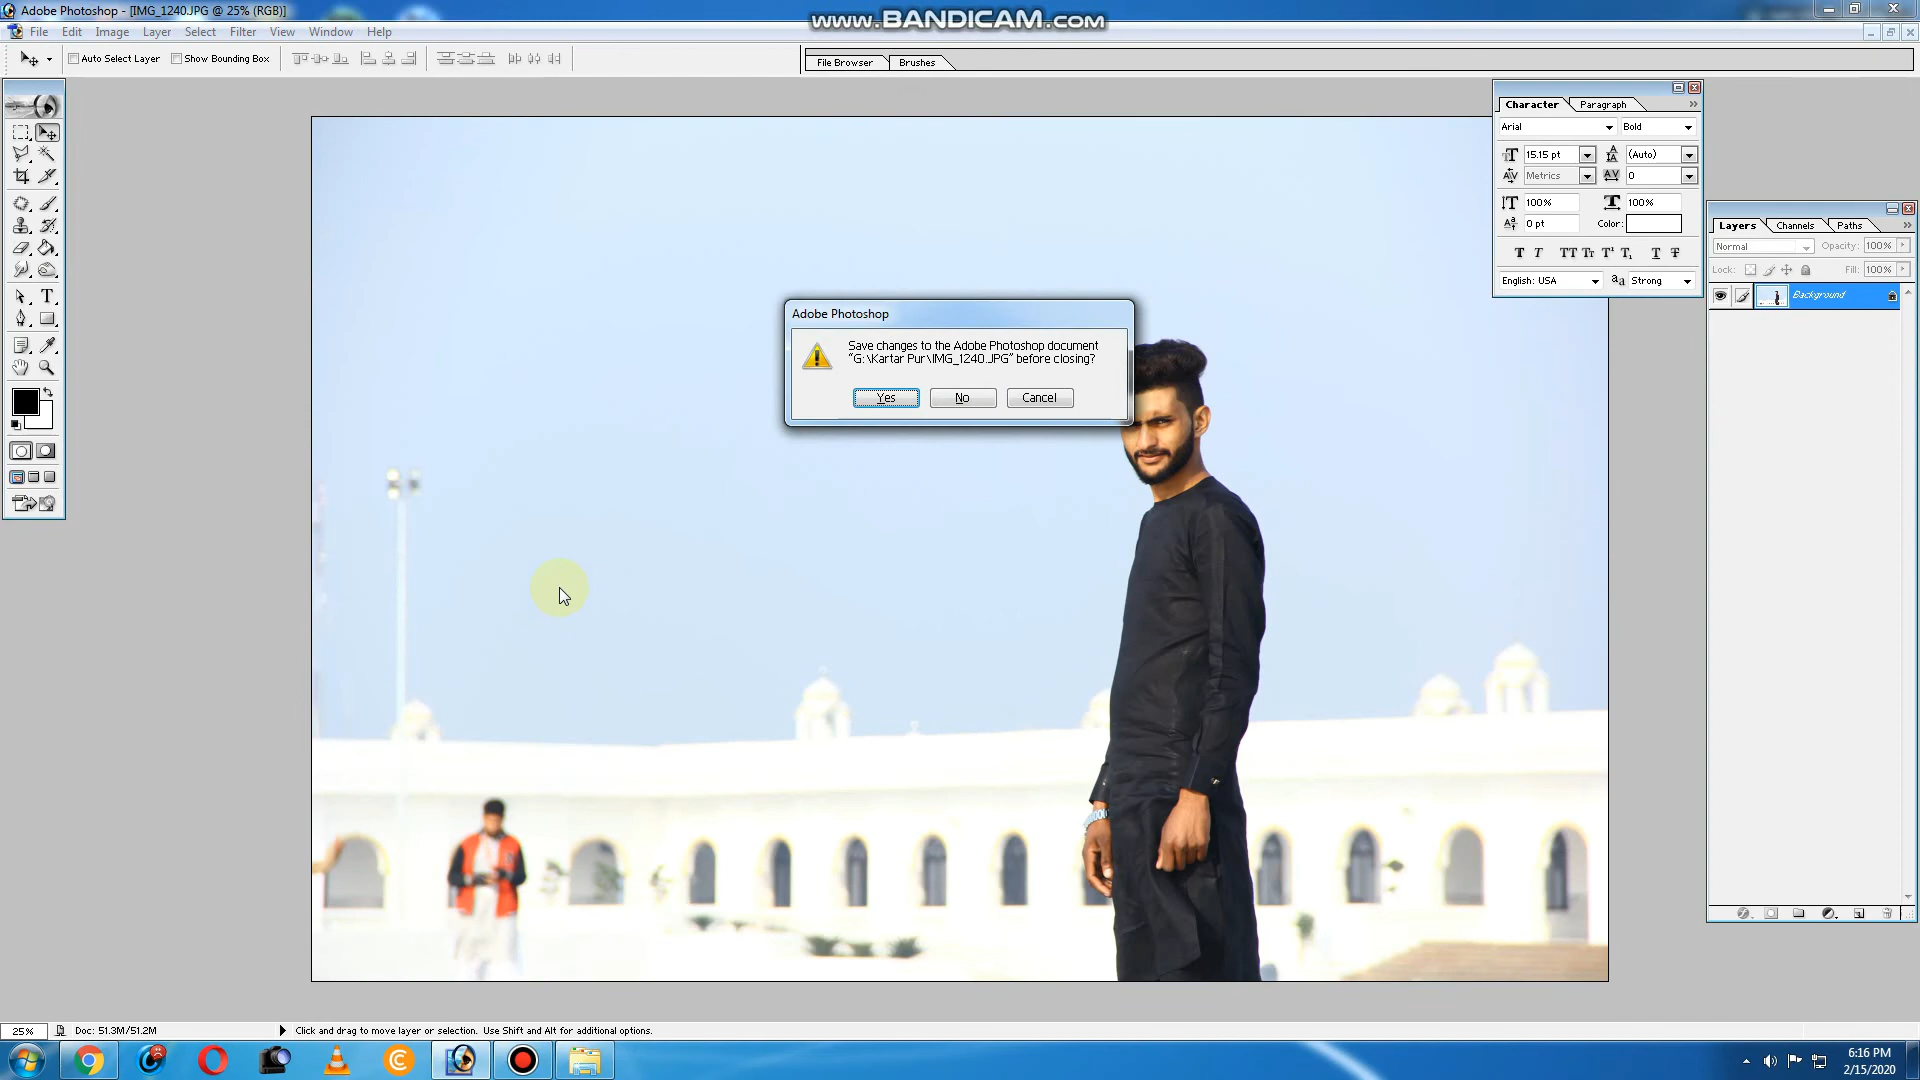 Adobe Photoshop - [IMG_1240.JPG @ 25% (RGB)]
www.BANDICAM.com
File Edit Image Layer Select Filter View Window Help
Auto Select Layer Show Bounding Box
File Browser Brushes
Character Paragraph
Arial Bold
15.15 pt (Auto)
Metrics 0
100% 100%
0 pt Color:
English: USA aa Strong
Layers Channels Paths
Normal Opacity: 100%
Lock: Fill: 100%
Background
Adobe Photoshop
Save changes to the Adobe Photoshop document
"G:\Kartar Pur\IMG_1240.JPG" before closing?
Yes No Cancel
25% Doc: 51.3M/51.2M Click and drag to move layer or selection. Use Shift and Alt for additional options.
6:16 PM
2/15/2020